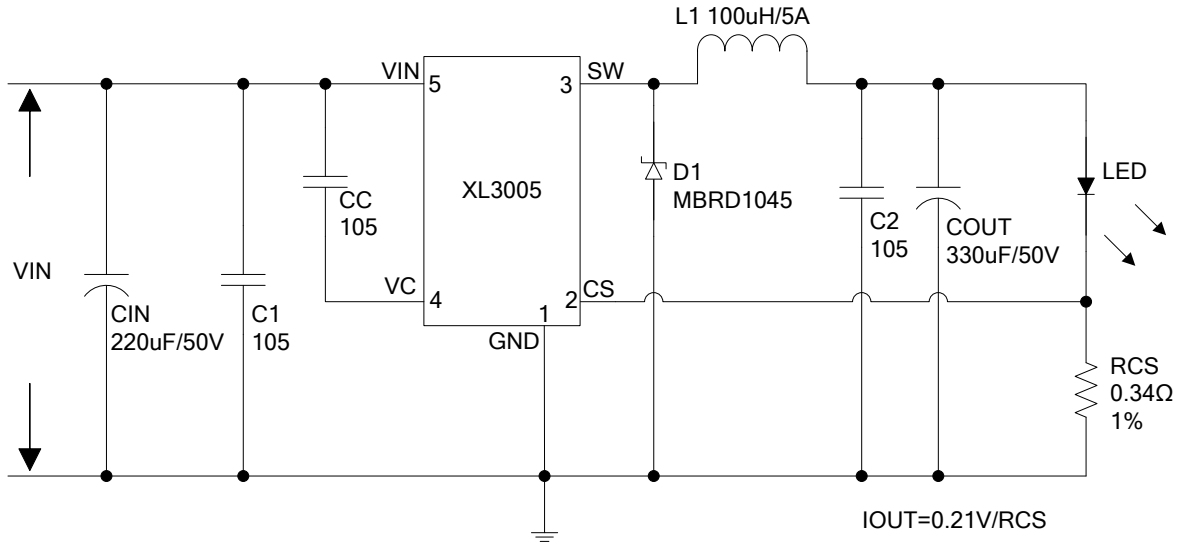 L1 100uH/5A
VIN
5
3
SW
XL3005
CC
105
D1
MBRD1045
LED
C2
105
COUT
330uF/50V
VIN
VC
4
2
CS
1
GND
CIN
220uF/50V
C1
105
RCS
0.34Ω
1%
IOUT=0.21V/RCS